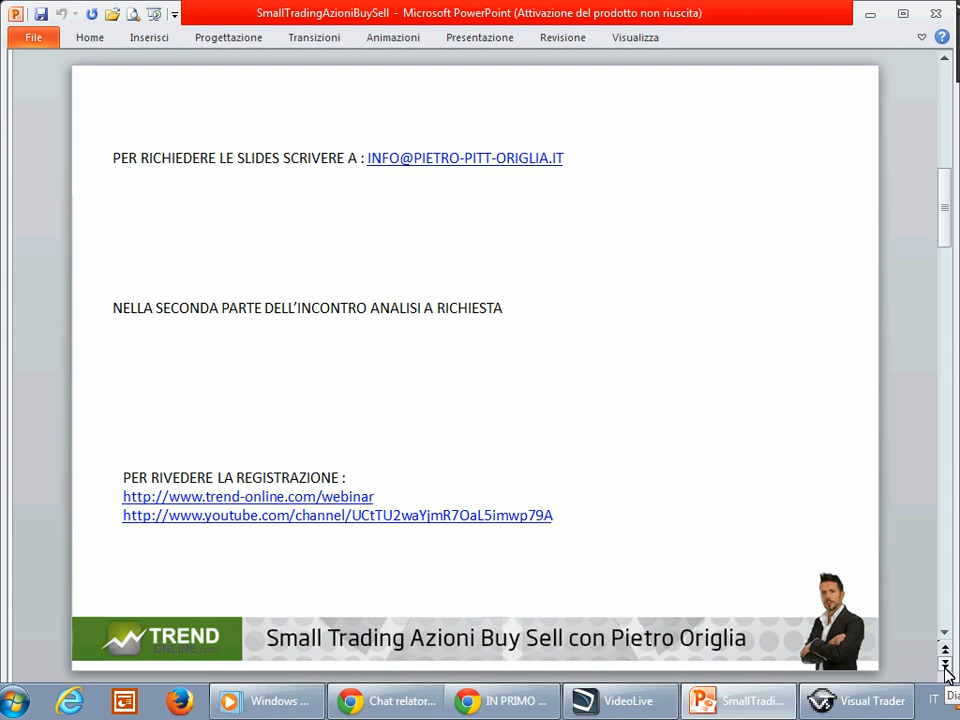 SmallTradingAzioniBuySell - Microsoft PowerPoint (Attivazione del prodotto non riuscita)
File Home Inserisci Progettazione Transizioni Animazioni Presentazione Revisione Visualizza
PER RICHIEDERE LE SLIDES SCRIVERE A : INFO@PIETRO-PITT-ORIGLIA.IT
NELLA SECONDA PARTE DELL'INCONTRO ANALISI A RICHIESTA
PER RIVEDERE LA REGISTRAZIONE :
http://www.trend-online.com/webinar
http://www.youtube.com/channel/UCtTU2waYjmR7OaL5imwp79A
TREND
ONLINE.com
Small Trading Azioni Buy Sell con Pietro Origlia
Windows ... Chat relator... IN PRIMO ... VideoLive SmallTradi... Visual Trader IT
Dia